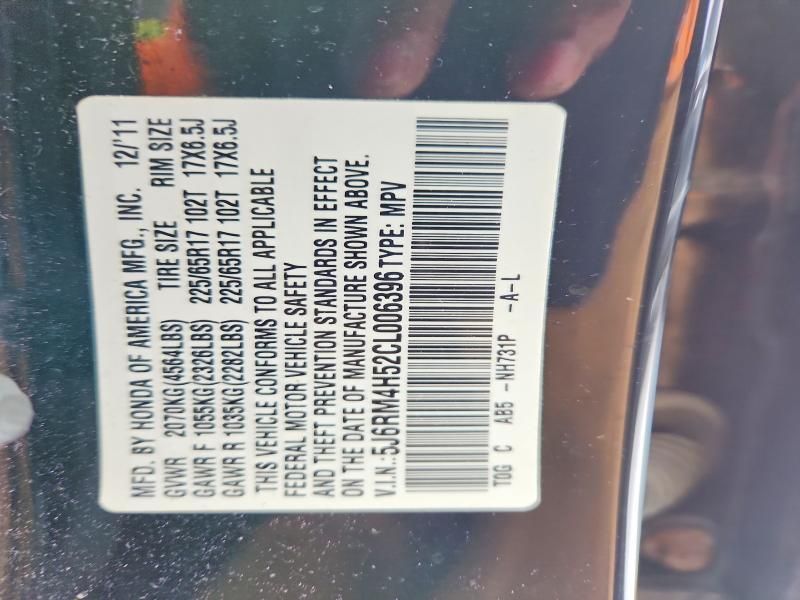 MFD. BY HONDA OF AMERICA MFG., INC. 12/'11
GVWR 2070KG(4564LBS) TIRE SIZE RIM SIZE
GAWR F 1055KG(2326LBS) 225/65R17 102T 17X6.5J
GAWR R 1035KG(2282LBS) 225/65R17 102T 17X6.5J
THIS VEHICLE CONFORMS TO ALL APPLICABLE
FEDERAL MOTOR VEHICLE SAFETY
AND THEFT PREVENTION STANDARDS IN EFFECT
ON THE DATE OF MANUFACTURE SHOWN ABOVE.
V.I.N.:5J6RM4H52CL006396 TYPE: MPV
T0G C AB5 -NH731P -A-L